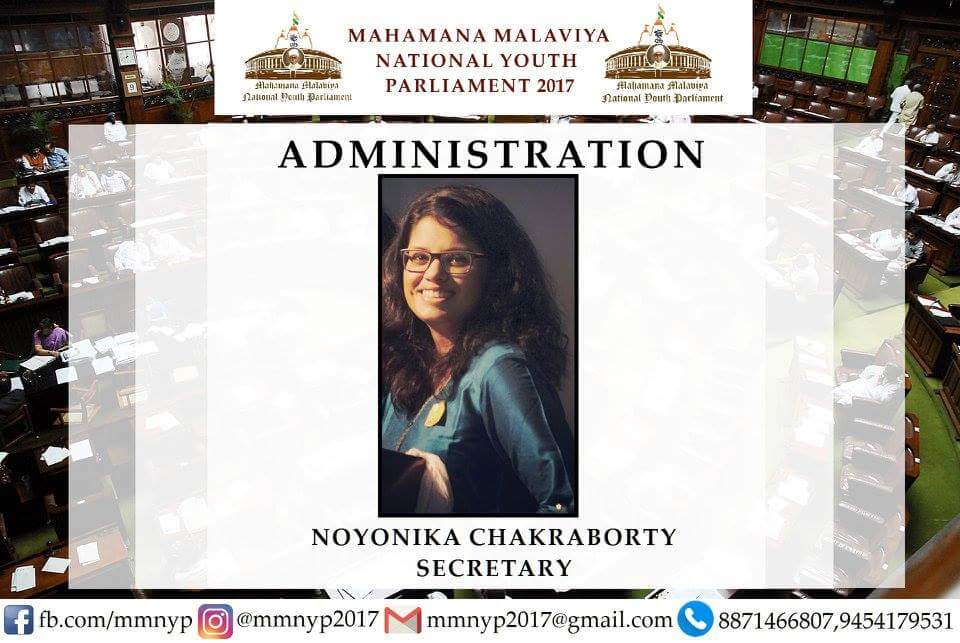 MAHAMANA MALAVIYA
NATIONAL YOUTH
PARLIAMENT 2017
Mahamana Malaviya
National Youth Parliament
Mahamana Malaviya
National Youth Parliament
ADMINISTRATION
NOYONIKA CHAKRABORTY
SECRETARY
fb.com/mmnyp @mmnyp2017 mmnyp2017@gmail.com 8871466807,9454179531